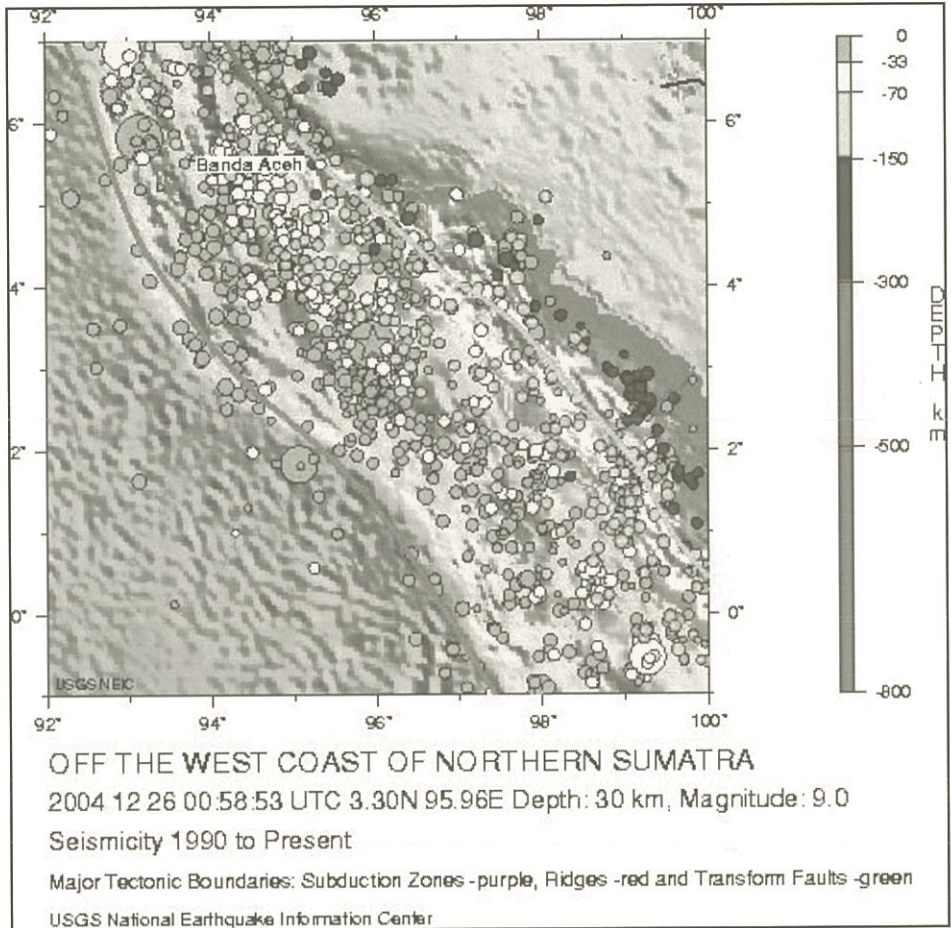 92° 94° 96° 98° 100°
0
-33
-70
6° 6°
-150
Banda Aceh
4° 4°
-300
DEPTH km
2° 2°
-500
0° 0°
USGS NEIC
-800
92° 94° 96° 98° 100°
OFF THE WEST COAST OF NORTHERN SUMATRA
2004 12 26 00:58:53 UTC 3.30N 95.96E Depth: 30 km, Magnitude: 9.0
Seismicity 1990 to Present
Major Tectonic Boundaries: Subduction Zones -purple, Ridges -red and Transform Faults -green
USGS National Earthquake Information Center